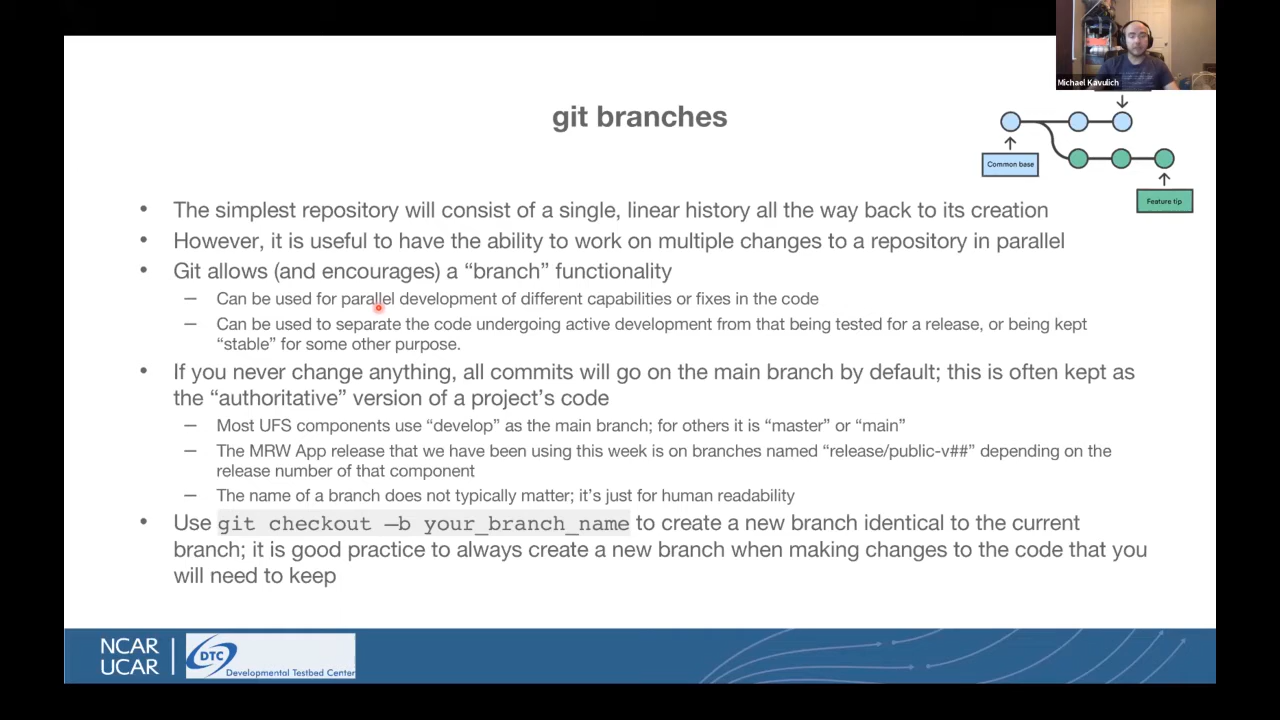 Michael Kavulich
git branches
Common base
Feature tip
• The simplest repository will consist of a single, linear history all the way back to its creation
• However, it is useful to have the ability to work on multiple changes to a repository in parallel
• Git allows (and encourages) a “branch” functionality
— Can be used for parallel development of different capabilities or fixes in the code
— Can be used to separate the code undergoing active development from that being tested for a release, or being kept
“stable” for some other purpose.
• If you never change anything, all commits will go on the main branch by default; this is often kept as
the “authoritative” version of a project’s code
— Most UFS components use “develop” as the main branch; for others it is “master” or “main”
— The MRW App release that we have been using this week is on branches named “release/public-v##” depending on the
release number of that component
— The name of a branch does not typically matter; it’s just for human readability
• Use git checkout –b your_branch_name to create a new branch identical to the current
branch; it is good practice to always create a new branch when making changes to the code that you
will need to keep
NCAR
UCAR
DTC
Developmental Testbed Center